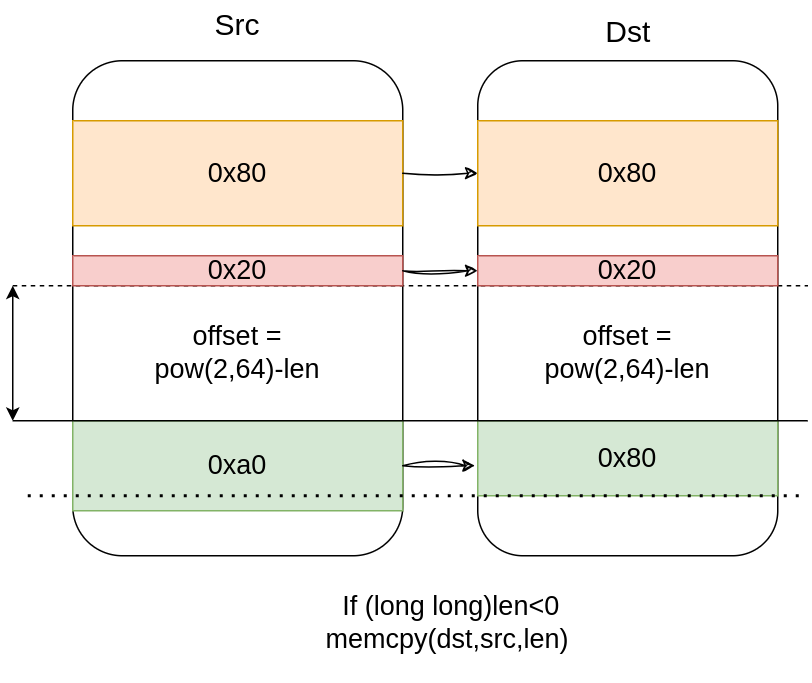 Src
Dst
0x80
0x80
0x20
0x20
offset =
pow(2,64)-len
offset =
pow(2,64)-len
0xa0
0x80
If (long long)len<0
memcpy(dst,src,len)